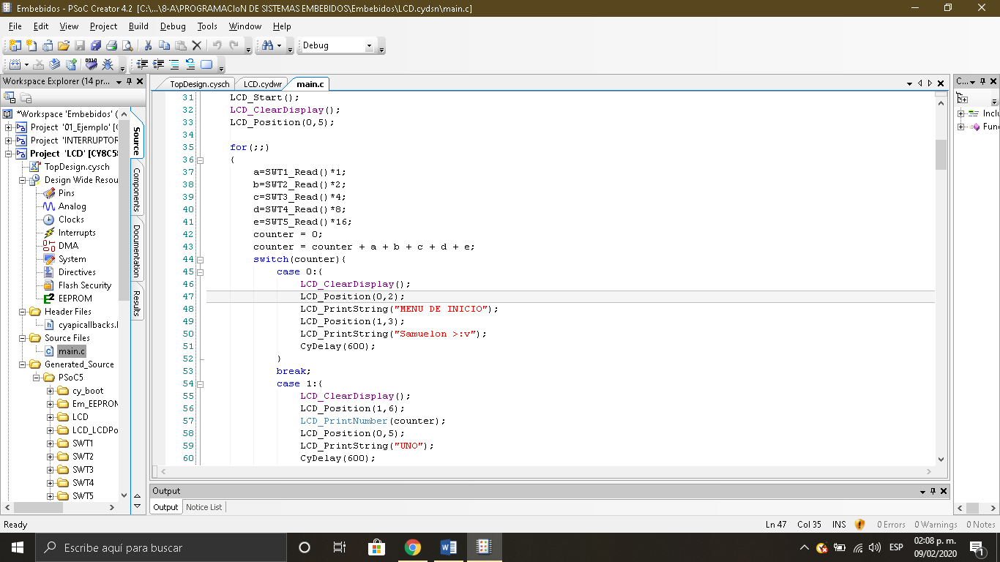 Embebidos - PSoC Creator 4.2 [C:\...\8-A\PROGRAMACIoN DE SISTEMAS EMBEBIDOS\Embebidos\LCD.cydsn\main.c]
File Edit View Project Build Debug Tools Window Help
Debug
Workspace Explorer (14 pr...
TopDesign.cysch LCD.cydwr main.c
C...
*Workspace 'Embebidos' (
Project '01_Ejemplo' [
Project 'INTERRUPTOR
Project 'LCD' [CY8C5
TopDesign.cysch
Design Wide Resou
Pins
Analog
Clocks
Interrupts
DMA
System
Directives
Flash Security
EEPROM
Header Files
cyapicallbacks.
Source Files
main.c
Generated_Source
PSoC5
cy_boot
Em_EEPROM
LCD
LCD_LCDPo
SWT1
SWT2
SWT3
SWT4
SWT5
Source
Components
Documentation
Results
31 LCD_Start();
32 LCD_ClearDisplay();
33 LCD_Position(0,5);
34
35 for(;;)
36 {
37 a=SWT1_Read()*1;
38 b=SWT2_Read()*2;
39 c=SWT3_Read()*4;
40 d=SWT4_Read()*8;
41 e=SWT5_Read()*16;
42 counter = 0;
43 counter = counter + a + b + c + d + e;
44 switch(counter){
45 case 0:{
46 LCD_ClearDisplay();
47 LCD_Position(0,2);
48 LCD_PrintString("MENU DE INICIO");
49 LCD_Position(1,3);
50 LCD_PrintString("Samuelon >:v");
51 CyDelay(600);
52 }
53 break;
54 case 1:{
55 LCD_ClearDisplay();
56 LCD_Position(1,6);
57 LCD_PrintNumber(counter);
58 LCD_Position(0,5);
59 LCD_PrintString("UNO");
60 CyDelay(600);
Inclu
Func
Output
Output Notice List
Ready
Ln 47 Col 35 INS 0 Errors 0 Warnings 0 Notes
Escribe aquí para buscar
ESP
02:08 p. m.
09/02/2020
1